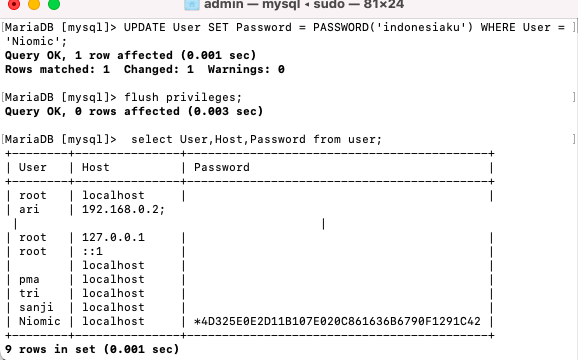 admin — mysql ◂ sudo — 81×24
[MariaDB [mysql]> UPDATE User SET Password = PASSWORD('indonesiaku') WHERE User = ]
'Niomic';
Query OK, 1 row affected (0.001 sec)
Rows matched: 1  Changed: 1  Warnings: 0

[MariaDB [mysql]> flush privileges; ]
Query OK, 0 rows affected (0.003 sec)

[MariaDB [mysql]>  select User,Host,Password from user; ]
+--------+---------------+-------------------------------------------+
| User   | Host          | Password                                  |
+--------+---------------+-------------------------------------------+
| root   | localhost     |                                           |
| ari    | 192.168.0.2;
 |                                           |
| root   | 127.0.0.1     |                                           |
| root   | ::1           |                                           |
|        | localhost     |                                           |
| pma    | localhost     |                                           |
| tri    | localhost     |                                           |
| sanji  | localhost     |                                           |
| Niomic | localhost     | *4D325E0E2D11B107E020C861636B6790F1291C42 |
+--------+---------------+-------------------------------------------+
9 rows in set (0.001 sec)